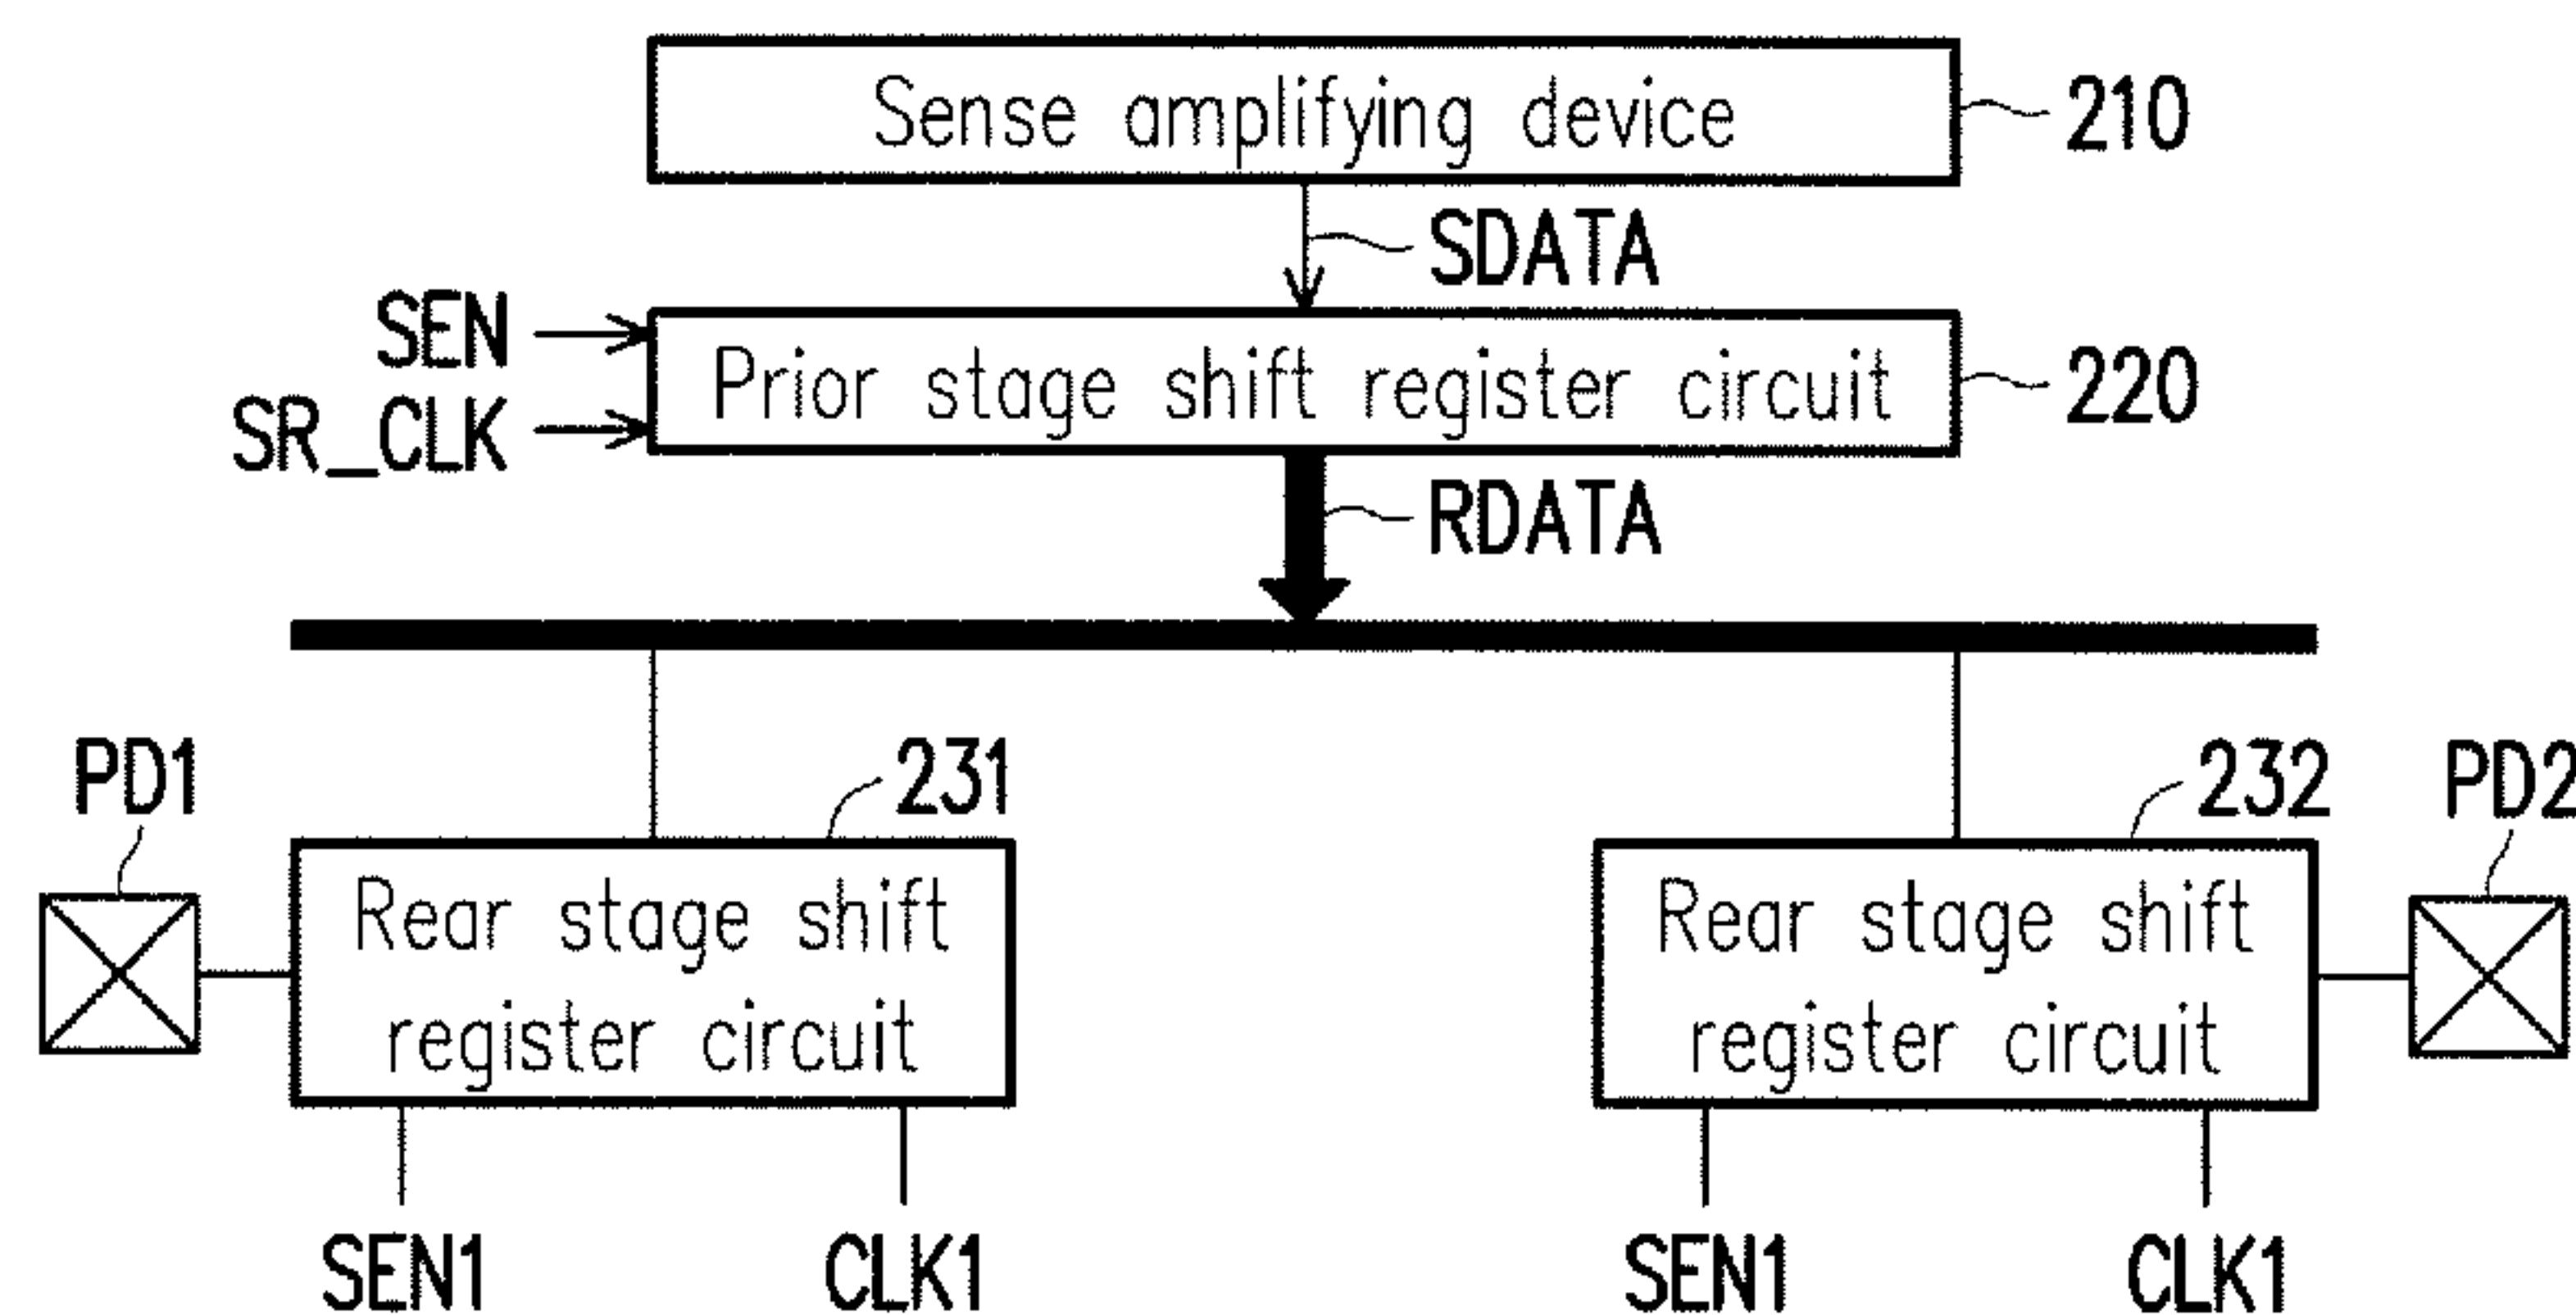 Sense amplifying device
210
SDATA
SEN
Prior stage shift register circuit
220
SR_CLK
RDATA
PD1
231
232
PD2
Rear stage shift
register circuit
Rear stage shift
register circuit
SEN1
CLK1
SEN1
CLK1